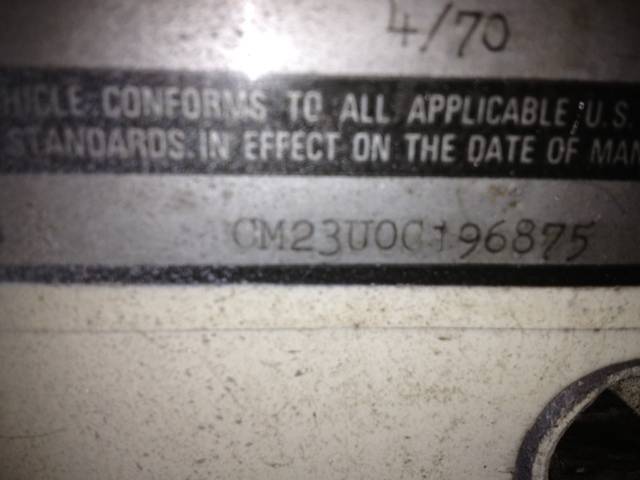 4/70
HICLE CONFORMS TO ALL APPLICABLE U.S.
STANDARDS IN EFFECT ON THE DATE OF MAN
CM23U0C196875